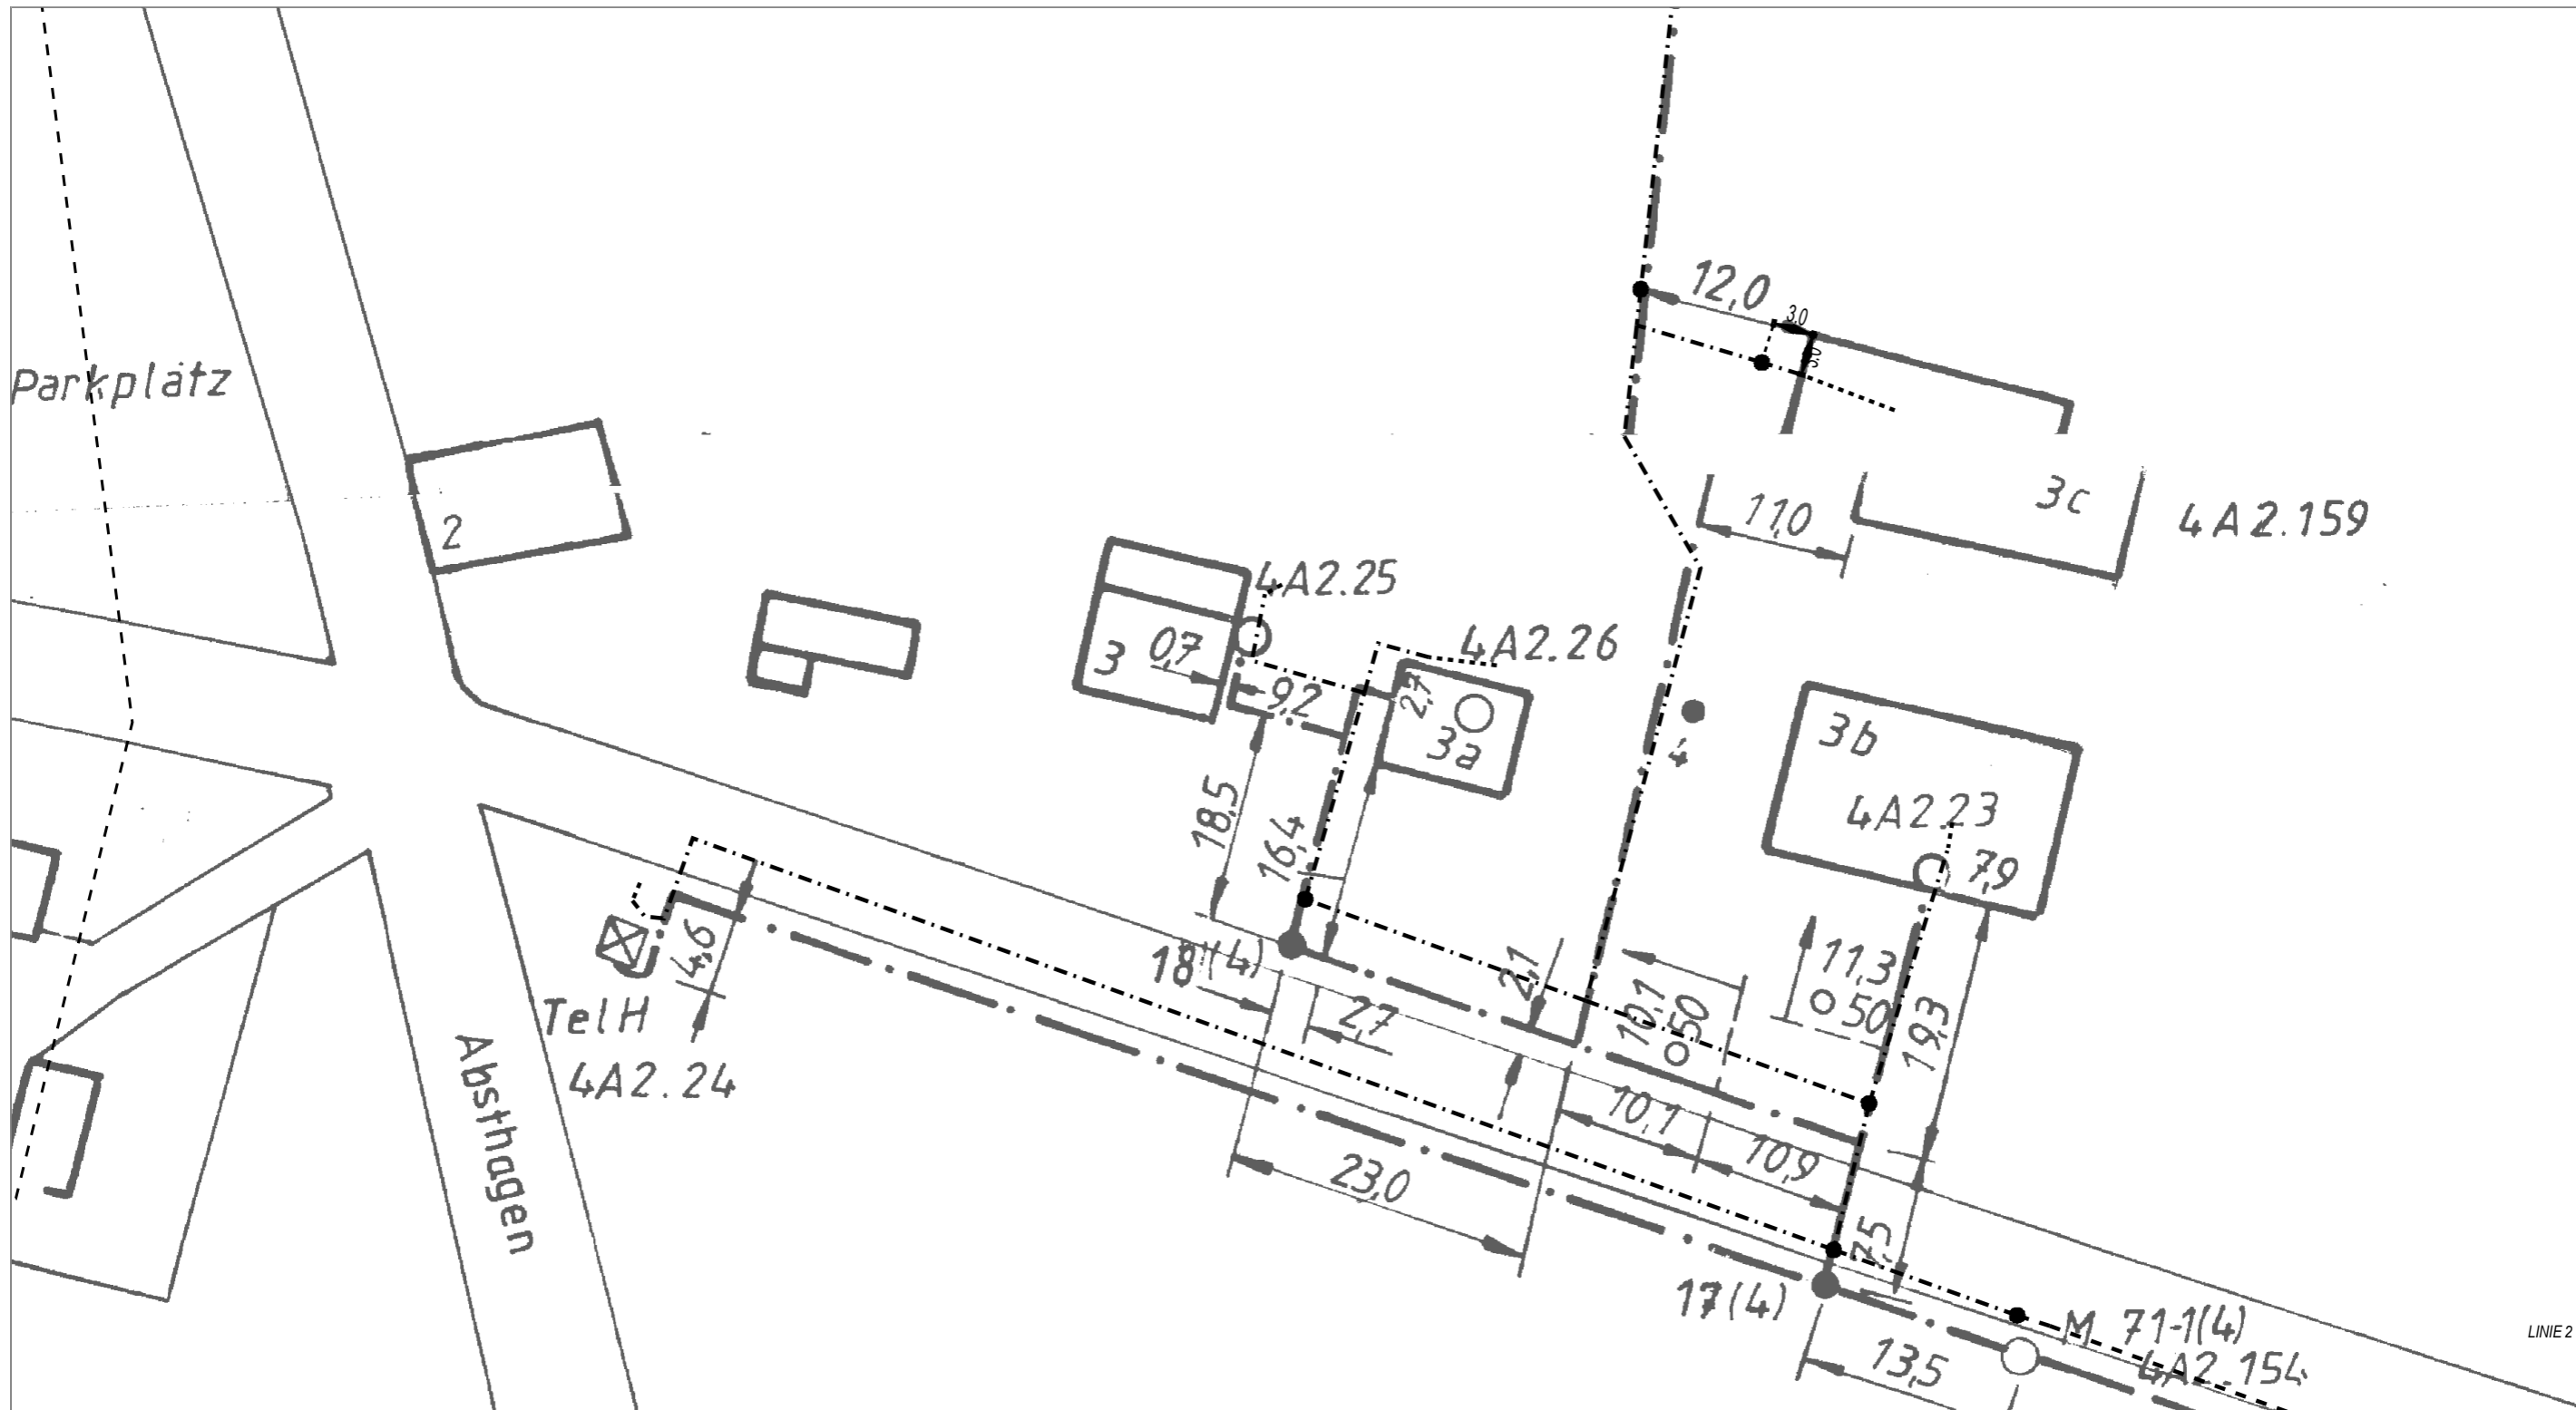 12,0
3.0
3.0
Parkplatz
2
3c
4A2.159
11,0
4A2.25
3
0,7
4A2.26
9,2
2,7
3a
4
3b
4A2.23
7,9
18,5
16,4
4,6
18 (4)
2,1
11,3
50
10,1
50
19,3
TelH
4A2.24
2,7
Absthagen
10,1
10,9
23,0
7,5
17(4)
M 71-1(4)
4A2.154
13,5
LINIE 2